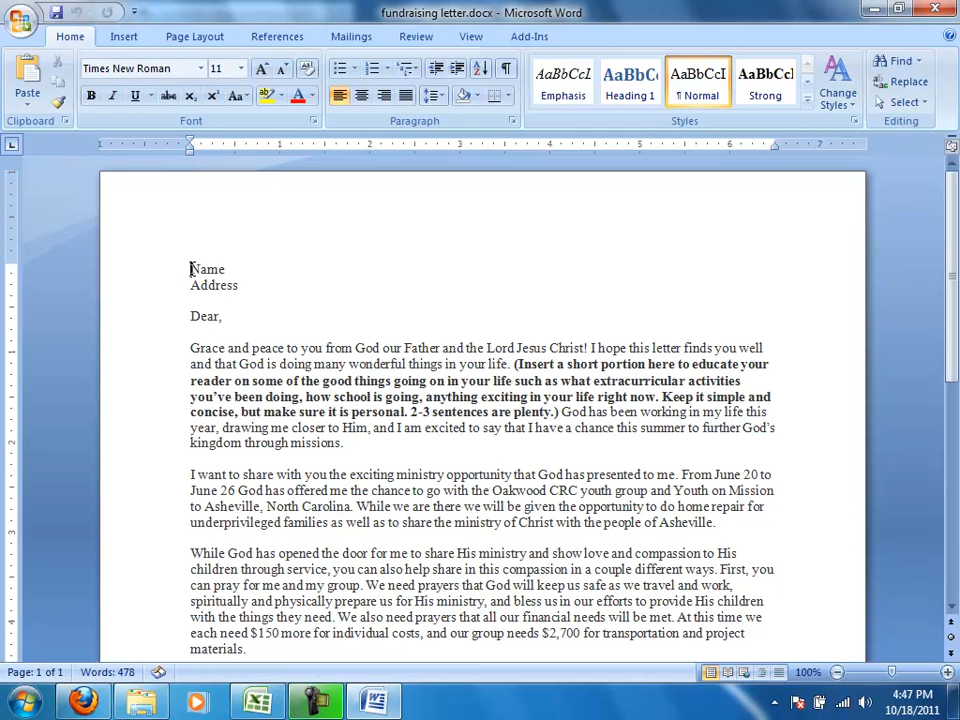 fundraising letter.docx - Microsoft Word
Home Insert Page Layout References Mailings Review View Add-Ins
Paste
Clipboard
Times New Roman 11
B I U abc X₂ X² Aa
Font
Paragraph
AaBbCcI AaBbCc AaBbCcI AaBbCcl
Emphasis Heading 1 ¶ Normal Strong
Change Styles
Styles
Find
Replace
Select
Editing
1 1 2 3 4 5 6 7
Name
Address
Dear,
Grace and peace to you from God our Father and the Lord Jesus Christ! I hope this letter finds you well
and that God is doing many wonderful things in your life. (Insert a short portion here to educate your
reader on some of the good things going on in your life such as what extracurricular activities
you've been doing, how school is going, anything exciting in your life right now. Keep it simple and
concise, but make sure it is personal. 2-3 sentences are plenty.) God has been working in my life this
year, drawing me closer to Him, and I am excited to say that I have a chance this summer to further God's
kingdom through missions.
I want to share with you the exciting ministry opportunity that God has presented to me. From June 20 to
June 26 God has offered me the chance to go with the Oakwood CRC youth group and Youth on Mission
to Asheville, North Carolina. While we are there we will be given the opportunity to do home repair for
underprivileged families as well as to share the ministry of Christ with the people of Asheville.
While God has opened the door for me to share His ministry and show love and compassion to His
children through service, you can also help share in this compassion in a couple different ways. First, you
can pray for me and my group. We need prayers that God will keep us safe as we travel and work,
spiritually and physically prepare us for His ministry, and bless us in our efforts to provide His children
with the things they need. We also need prayers that all our financial needs will be met. At this time we
each need $150 more for individual costs, and our group needs $2,700 for transportation and project
materials.
Page: 1 of 1 Words: 478 100%
4:47 PM
10/18/2011